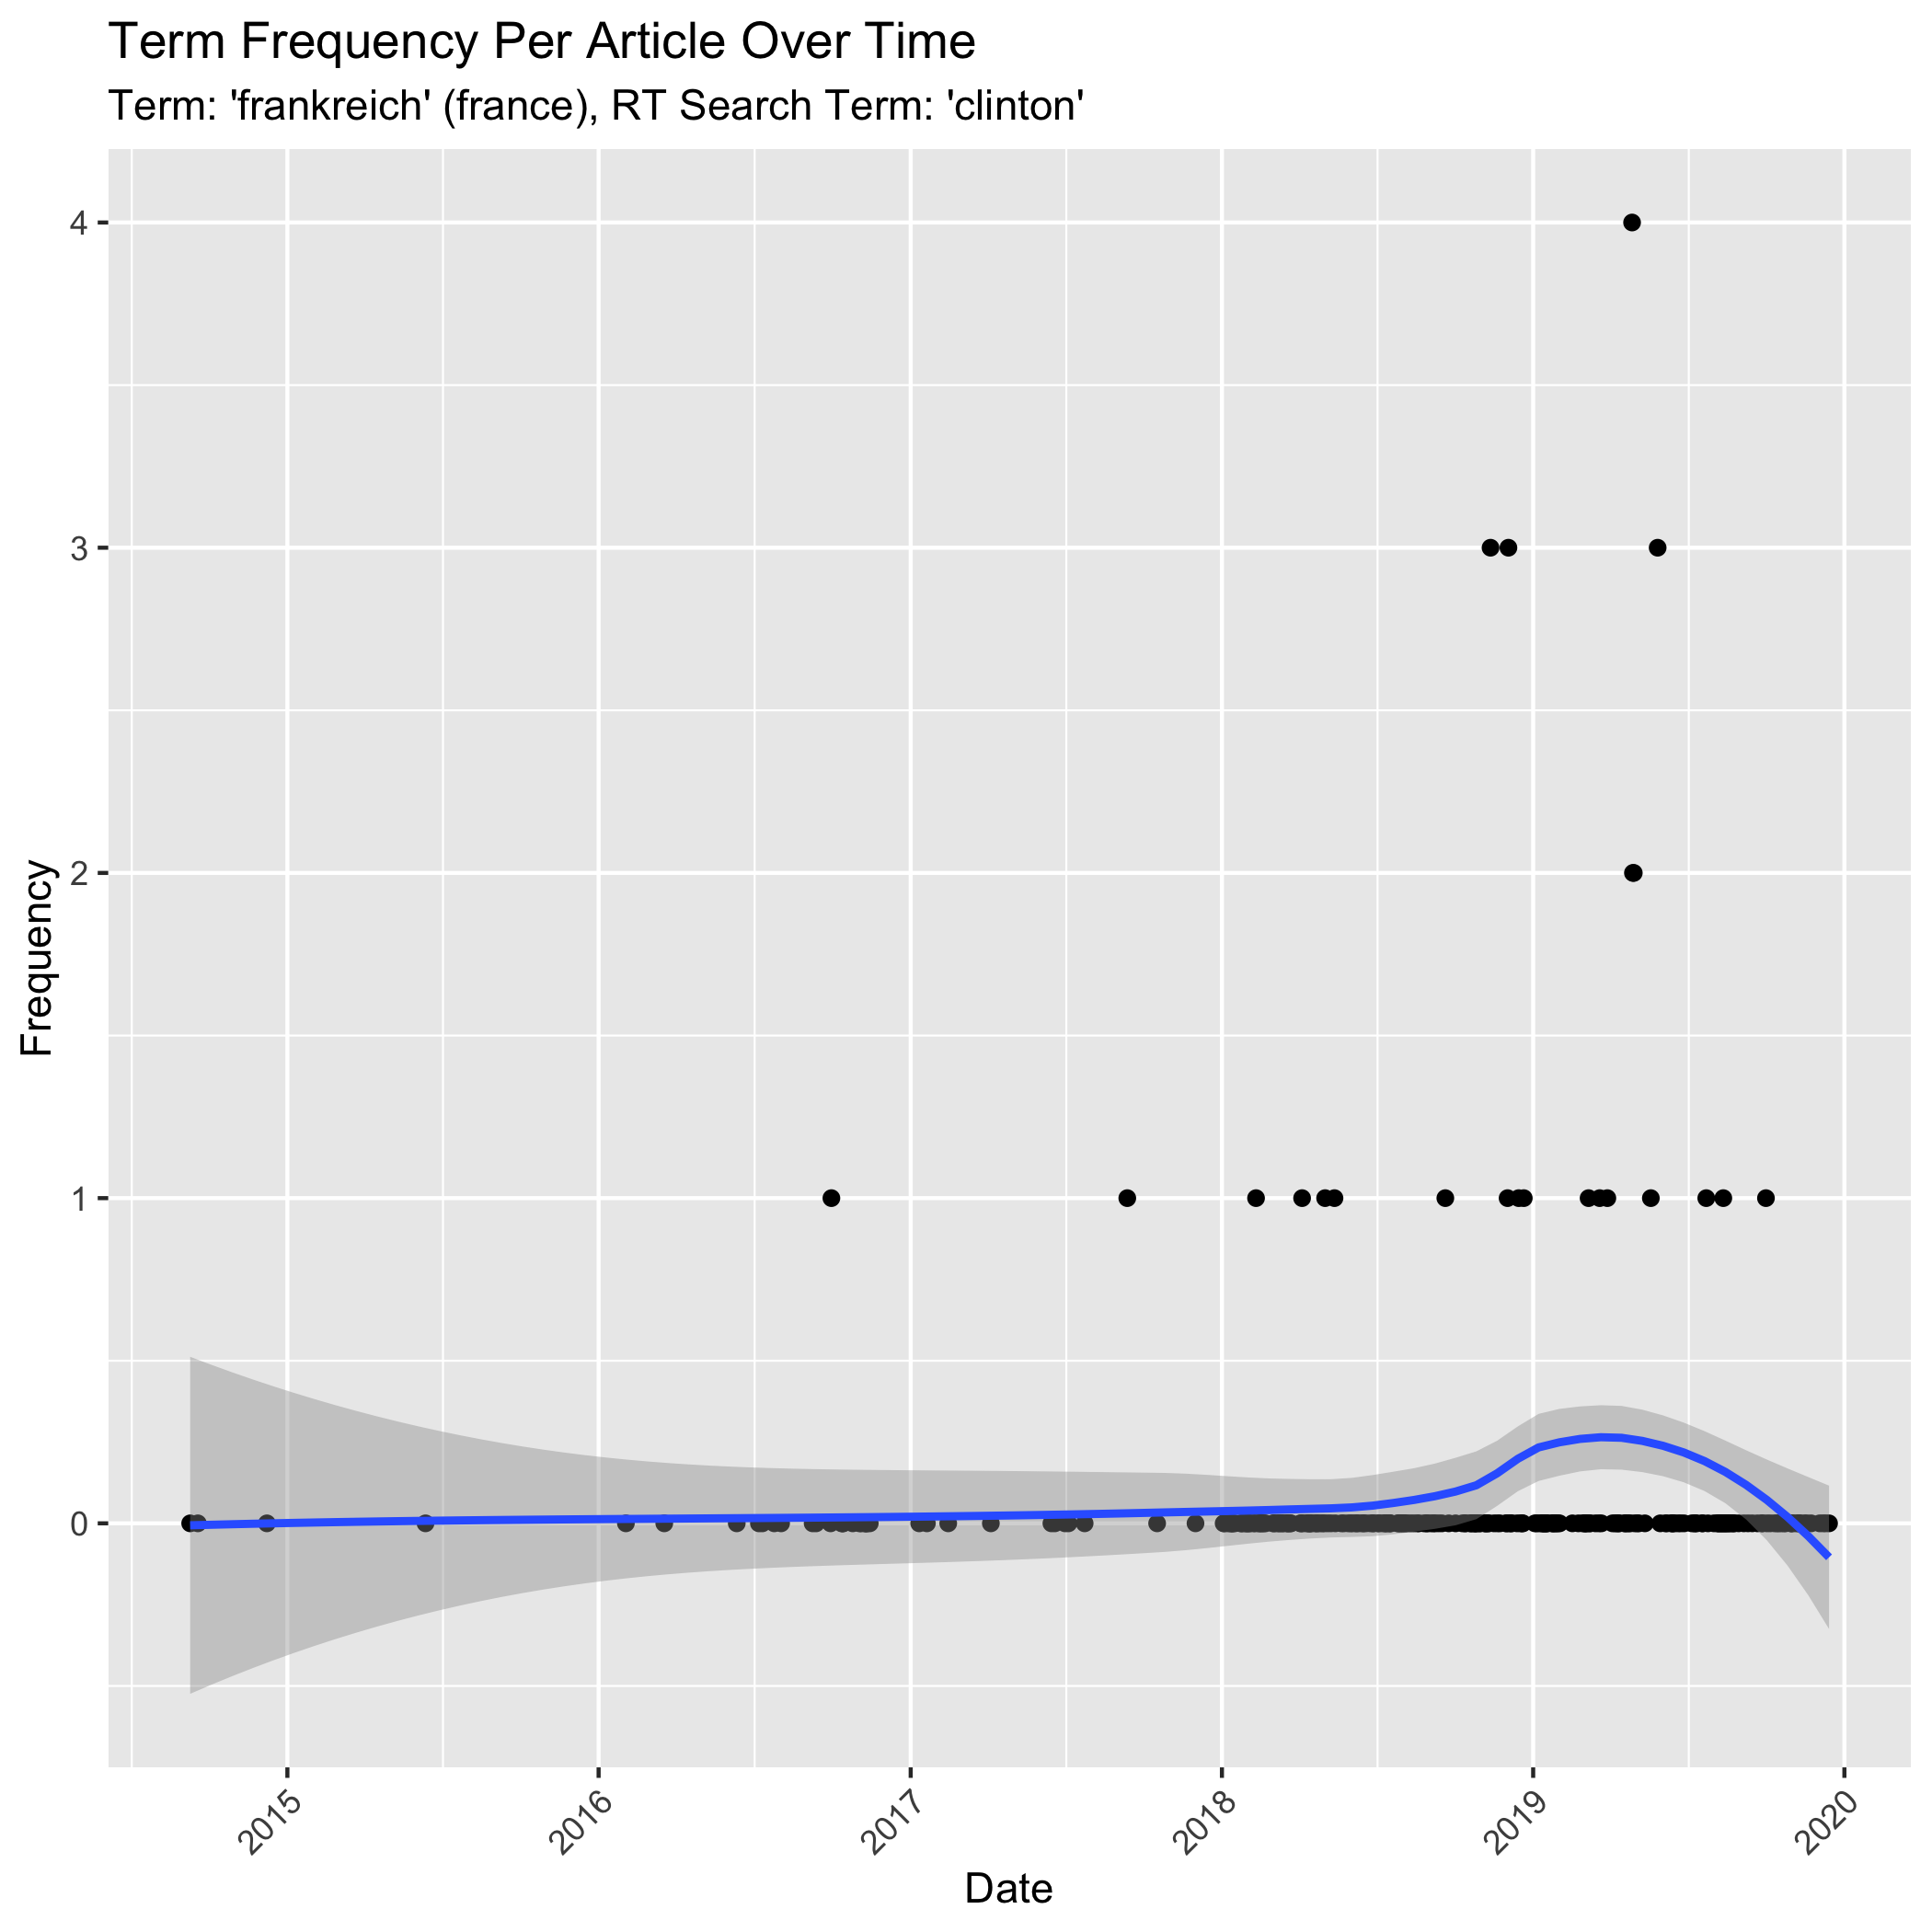 Term Frequency Per Article Over Time
Term: 'frankreich' (france), RT Search Term: 'clinton'
4
3
2
1
0
Frequency
2015
2016
2017
2018
2019
2020
Date